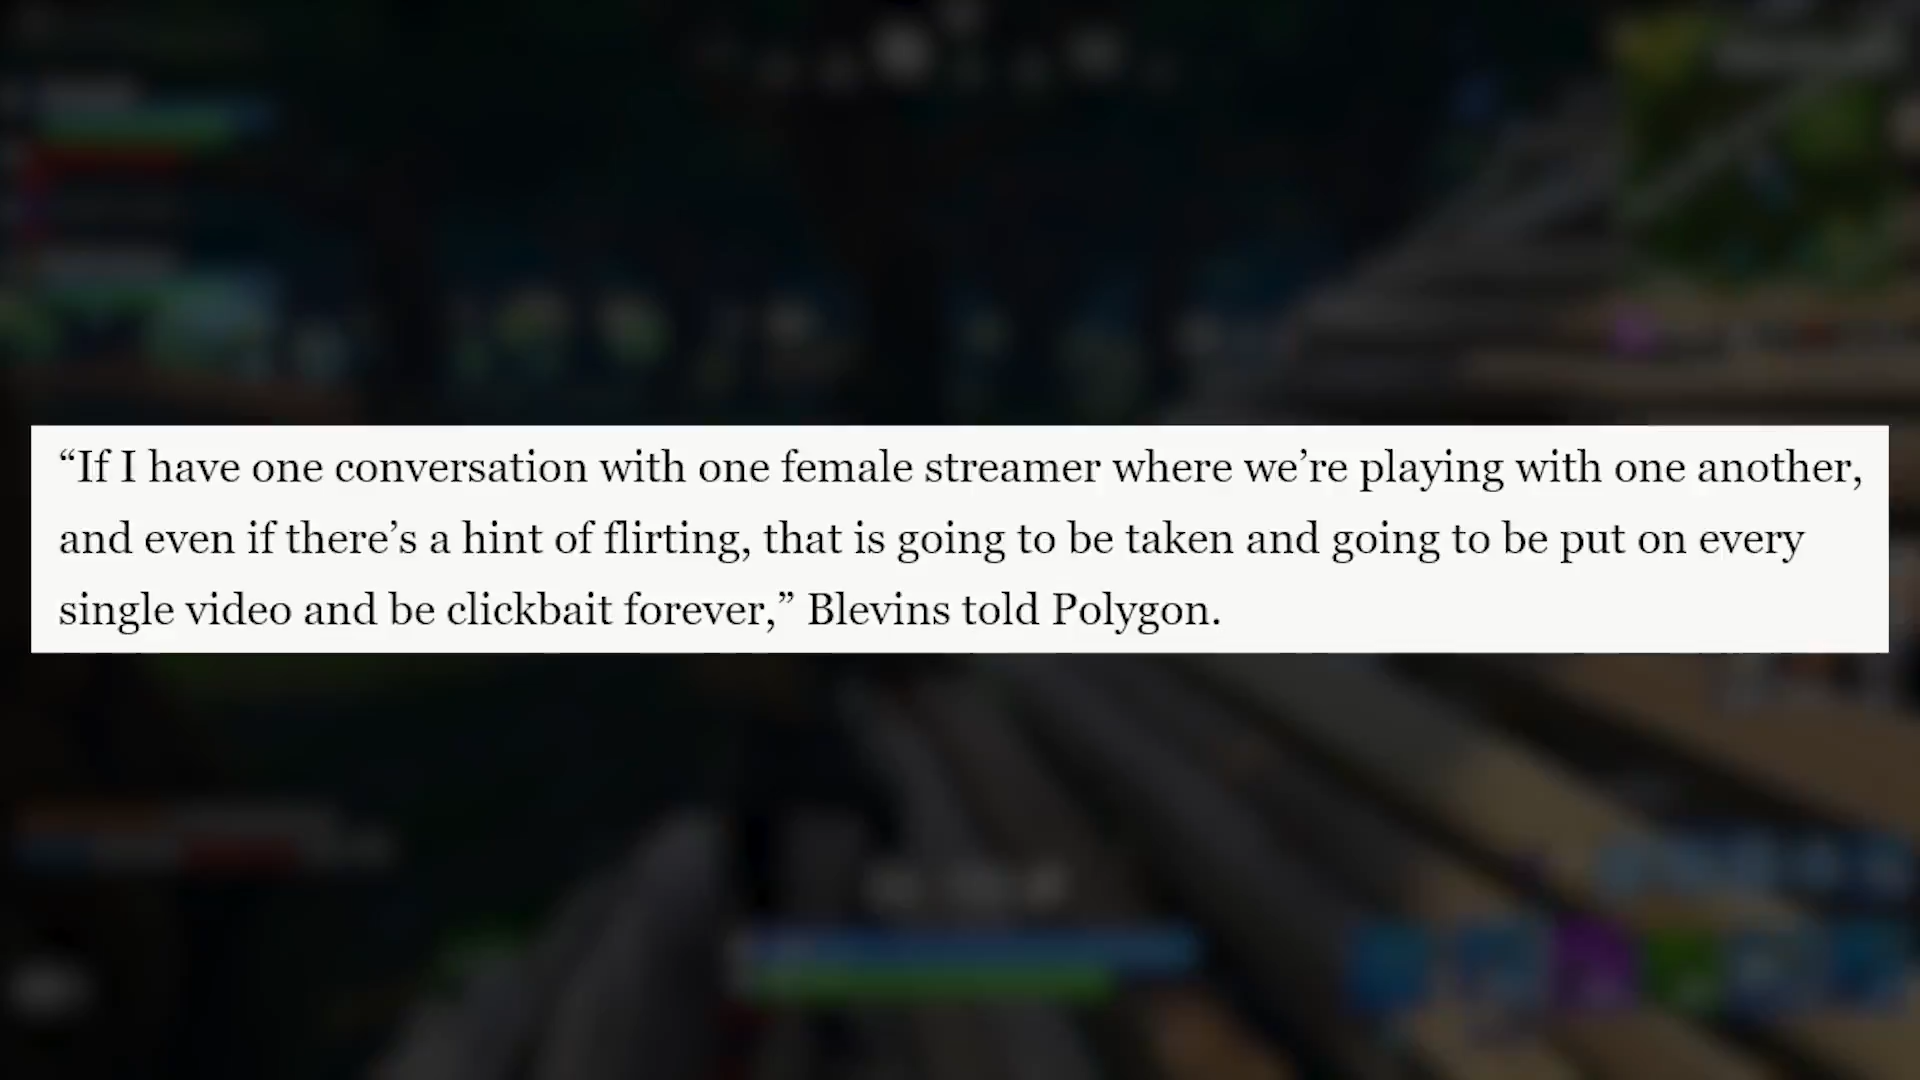 “If I have one conversation with one female streamer where we’re playing with one another,
and even if there’s a hint of flirting, that is going to be taken and going to be put on every
single video and be clickbait forever,” Blevins told Polygon.